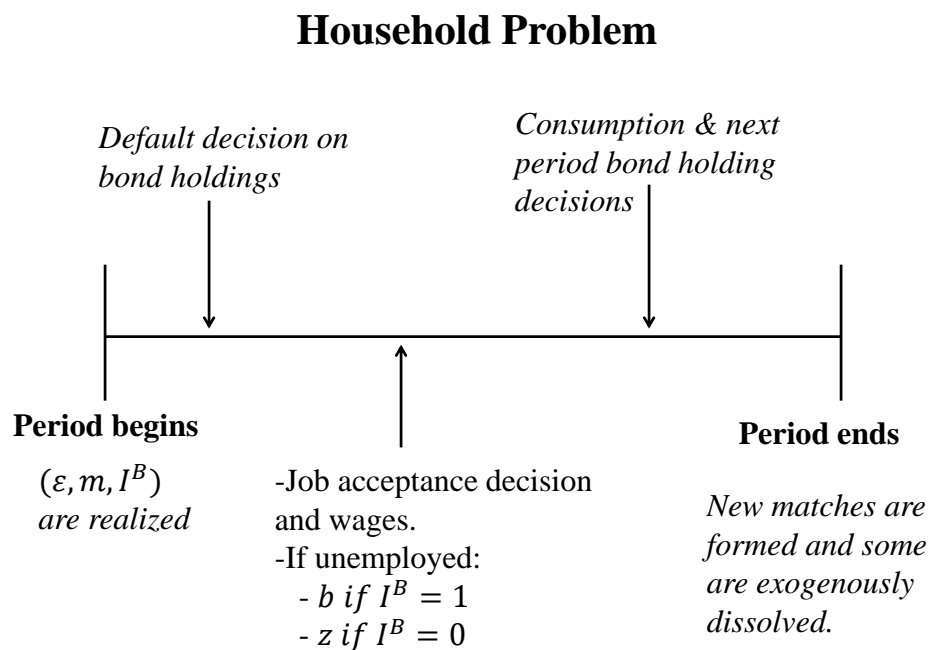 Household Problem
Default decision on
bond holdings
Consumption & next
period bond holding
decisions
Period begins
(ε, m, I^B)
are realized
-Job acceptance decision
and wages.
-If unemployed:
- b if I^B = 1
- z if I^B = 0
Period ends
New matches are
formed and some
are exogenously
dissolved.